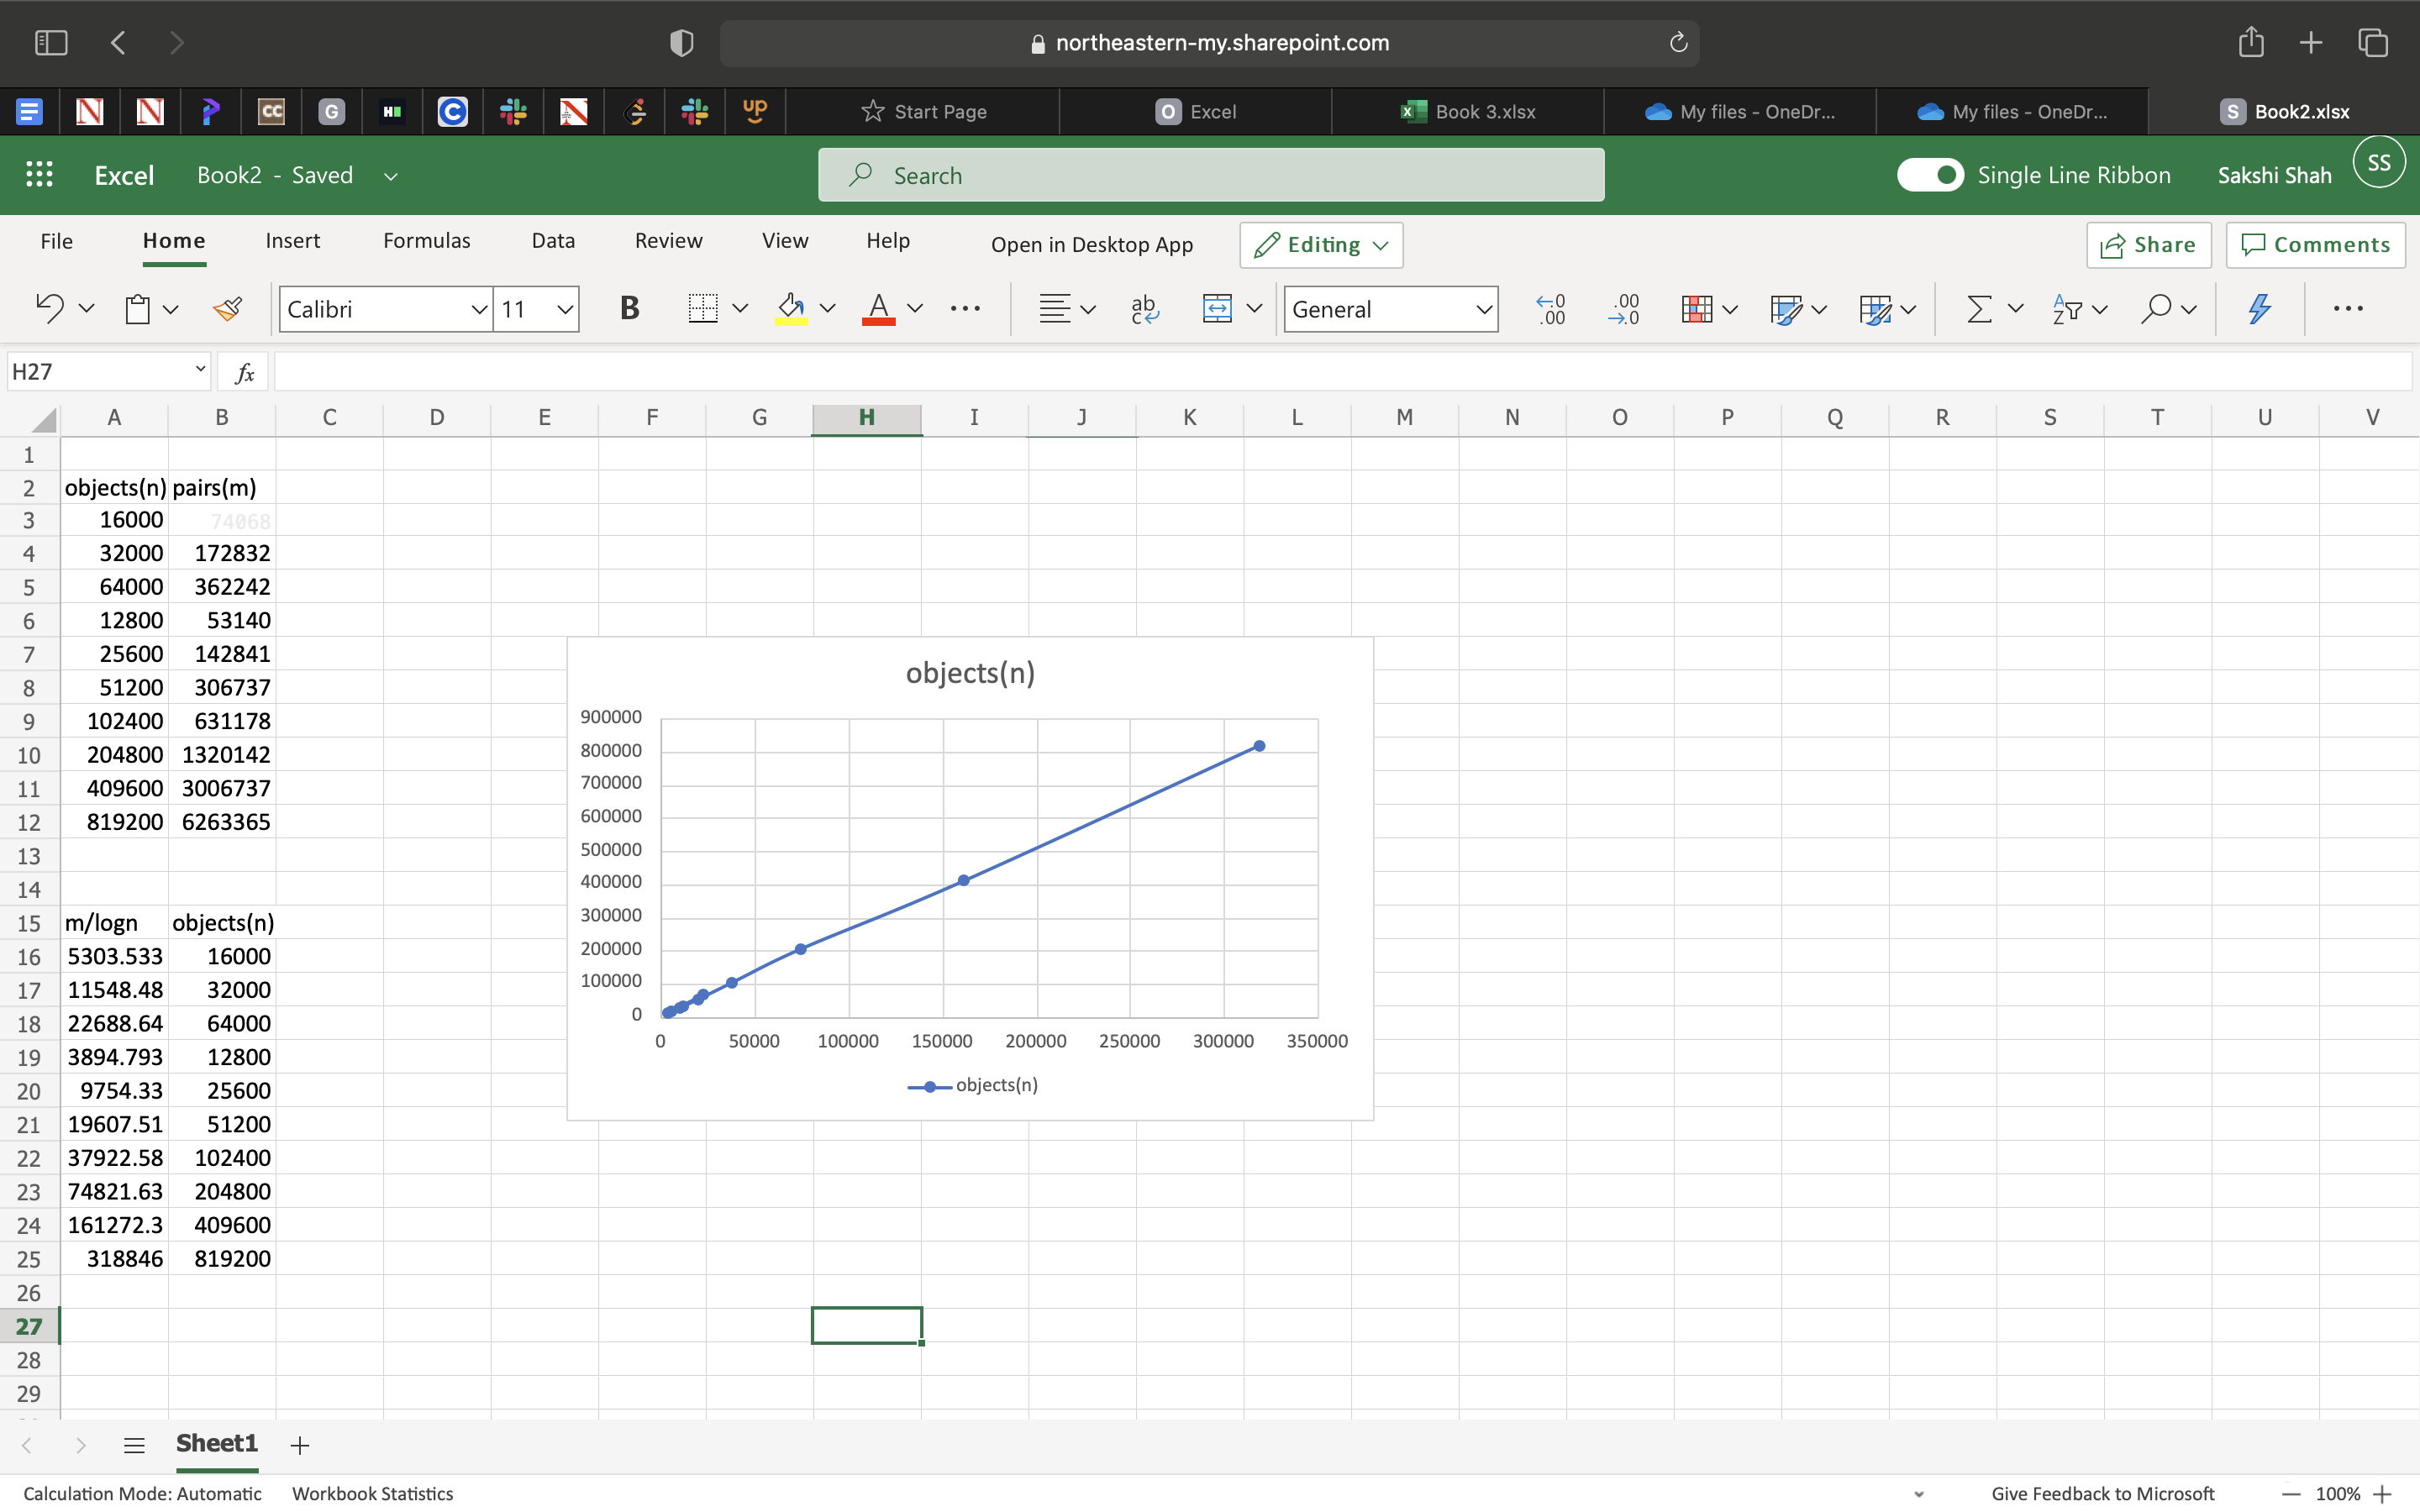 northeastern-my.sharepoint.com
CC G HI C up Start Page O Excel Book 3.xlsx My files - OneDr... My files - OneDr... S Book2.xlsx
Excel Book2 - Saved Search Single Line Ribbon Sakshi Shah SS
File Home Insert Formulas Data Review View Help Open in Desktop App Editing Share Comments
Calibri 11 B A ab c General .00 .00
H27 fx
A B C D E F G H I J K L M N O P Q R S T U V
1
2 objects(n) pairs(m)
3 16000 74068
4 32000 172832
5 64000 362242
6 12800 53140
7 25600 142841
8 51200 306737
9 102400 631178
10 204800 1320142
11 409600 3006737
12 819200 6263365
13
14
15 m/logn objects(n)
16 5303.533 16000
17 11548.48 32000
18 22688.64 64000
19 3894.793 12800
20 9754.33 25600
21 19607.51 51200
22 37922.58 102400
23 74821.63 204800
24 161272.3 409600
25 318846 819200
26
27
28
29
objects(n)
900000
800000
700000
600000
500000
400000
300000
200000
100000
0
0 50000 100000 150000 200000 250000 300000 350000
objects(n)
Sheet1
Calculation Mode: Automatic Workbook Statistics Give Feedback to Microsoft 100%